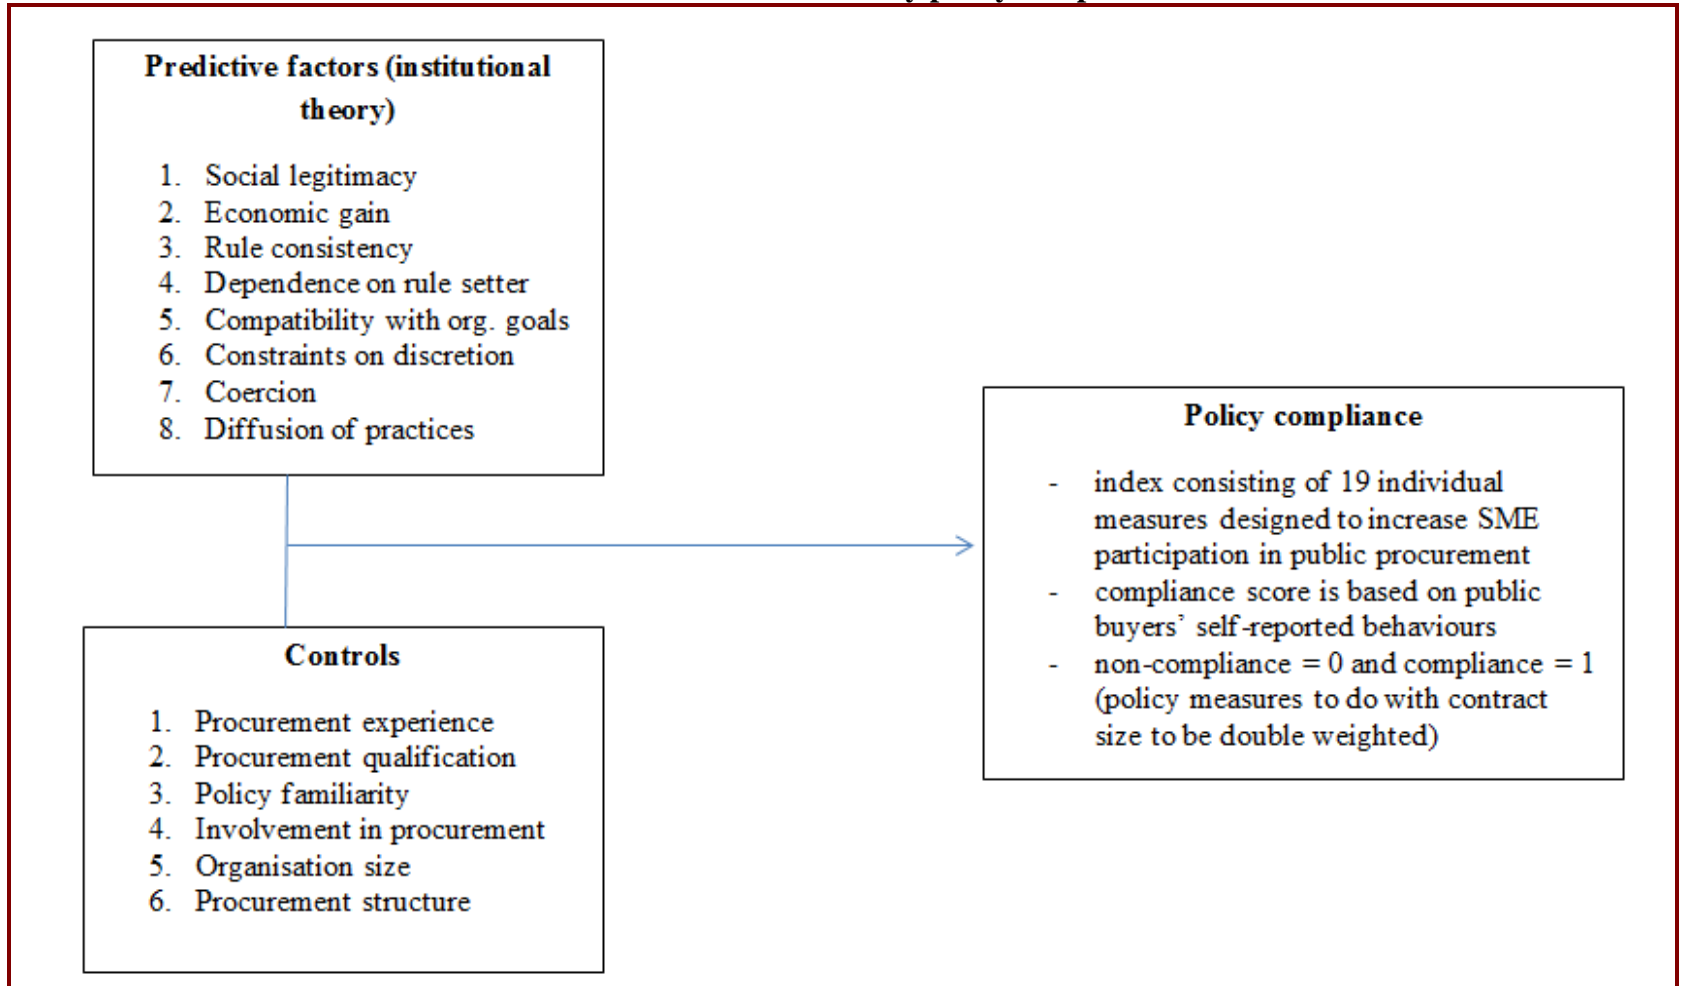 Predictive factors (institutional
theory)
1. Social legitimacy
2. Economic gain
3. Rule consistency
4. Dependence on rule setter
5. Compatibility with org. goals
6. Constraints on discretion
7. Coercion
8. Diffusion of practices
Controls
1. Procurement experience
2. Procurement qualification
3. Policy familiarity
4. Involvement in procurement
5. Organisation size
6. Procurement structure
Policy compliance
- index consisting of 19 individual
measures designed to increase SME
participation in public procurement
- compliance score is based on public
buyers’ self-reported behaviours
- non-compliance = 0 and compliance = 1
(policy measures to do with contract
size to be double weighted)